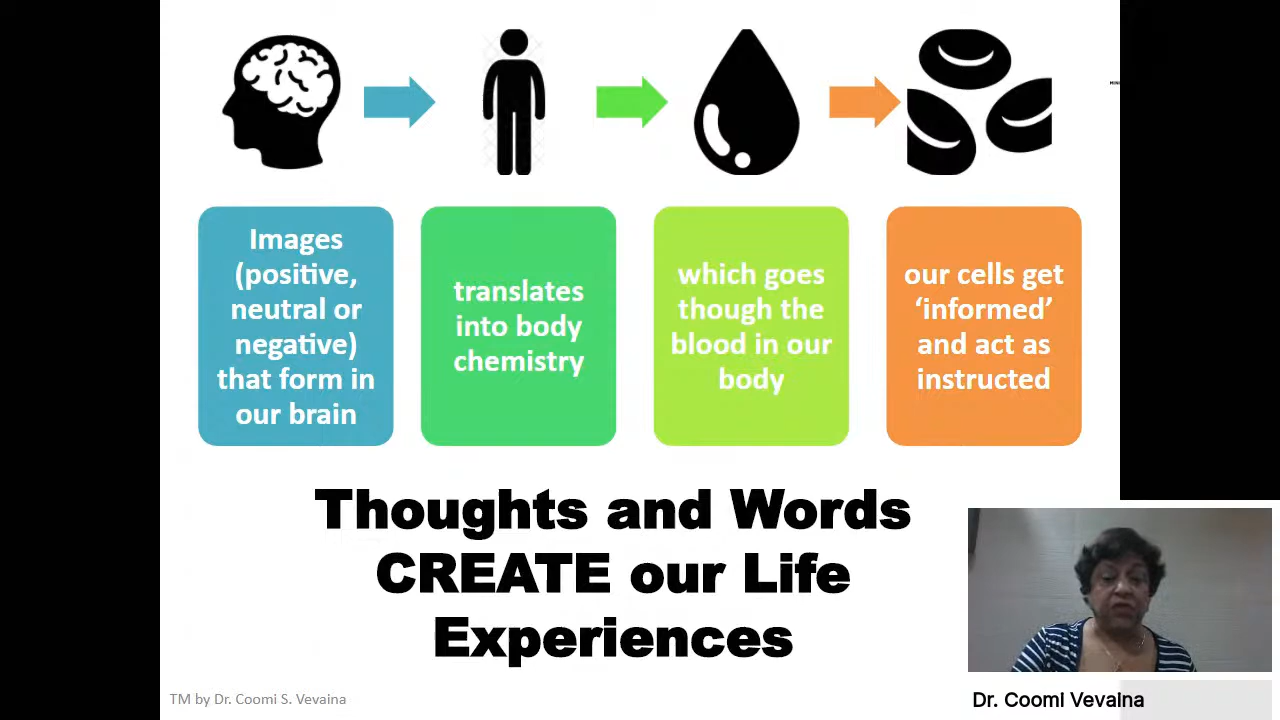 Images
(positive,
neutral or
negative)
that form in
our brain
translates
into body
chemistry
which goes
though the
blood in our
body
our cells get
‘informed’
and act as
instructed
Thoughts and Words
CREATE our Life
Experiences
TM by Dr. Coomi S. Vevaina
Dr. Coomi Vevaina